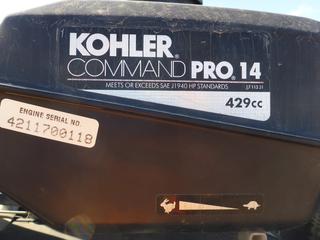 KOHLER
COMMAND PRO 14
MEETS OR EXCEEDS SAE J1940 HP STANDARDS
429cc
ENGINE SERIAL NO.
4211700118